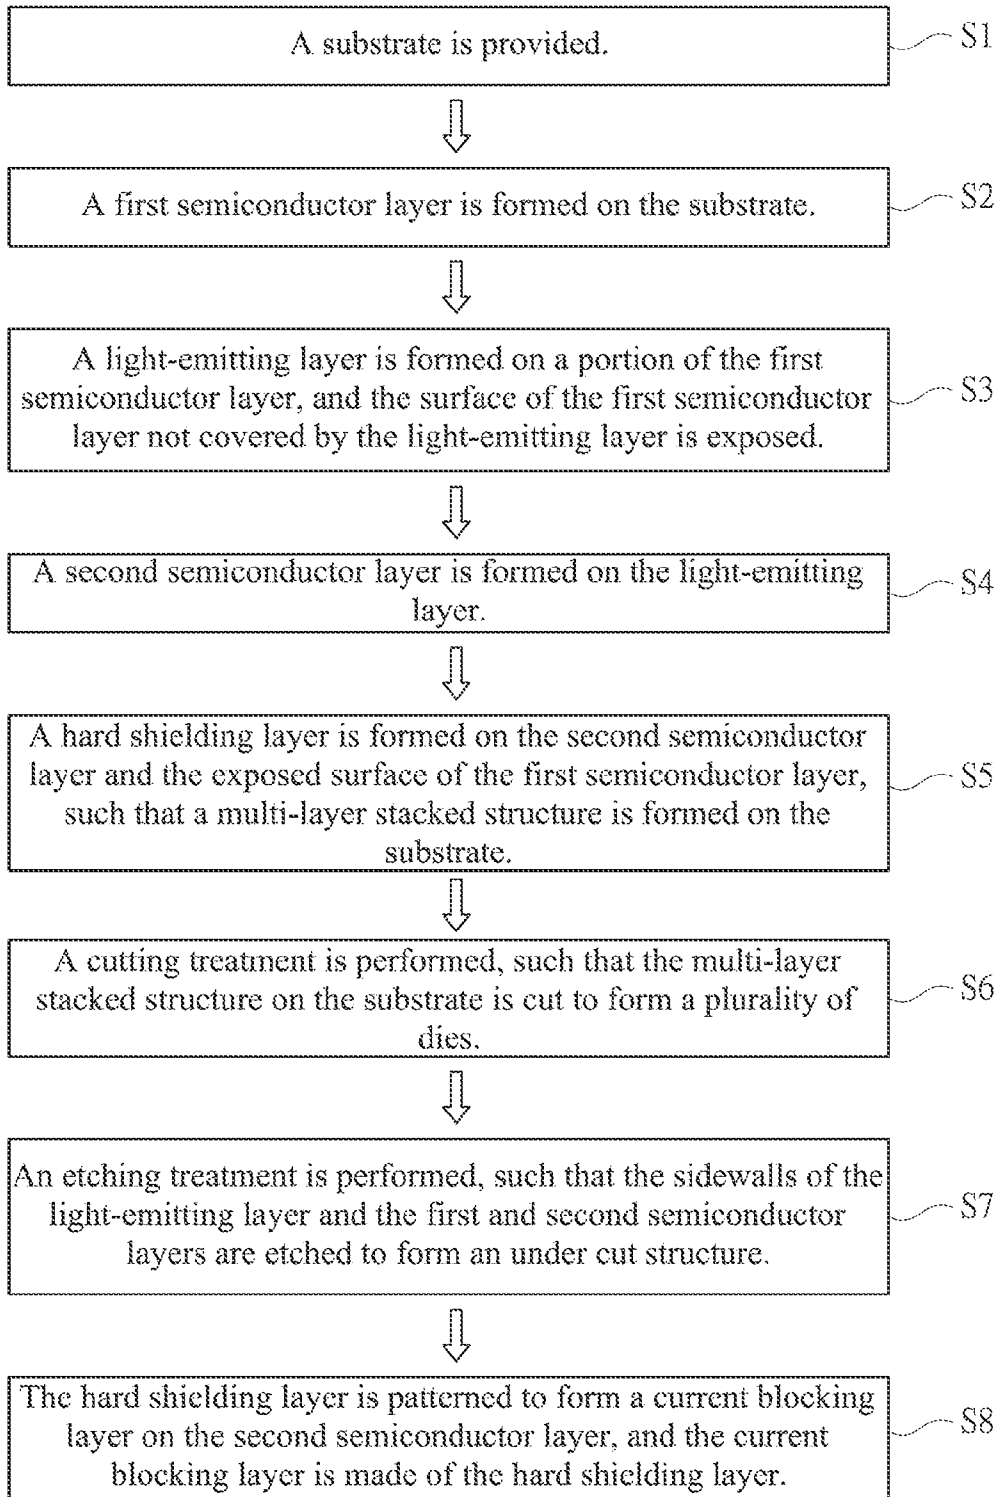 A substrate is provided.
S1
A first semiconductor layer is formed on the substrate.
S2
A light-emitting layer is formed on a portion of the first
semiconductor layer, and the surface of the first semiconductor
layer not covered by the light-emitting layer is exposed.
S3
A second semiconductor layer is formed on the light-emitting
layer.
S4
A hard shielding layer is formed on the second semiconductor
layer and the exposed surface of the first semiconductor layer,
such that a multi-layer stacked structure is formed on the
substrate.
S5
A cutting treatment is performed, such that the multi-layer
stacked structure on the substrate is cut to form a plurality of
dies.
S6
An etching treatment is performed, such that the sidewalls of the
light-emitting layer and the first and second semiconductor
layers are etched to form an under cut structure.
S7
The hard shielding layer is patterned to form a current blocking
layer on the second semiconductor layer, and the current
blocking layer is made of the hard shielding layer.
S8